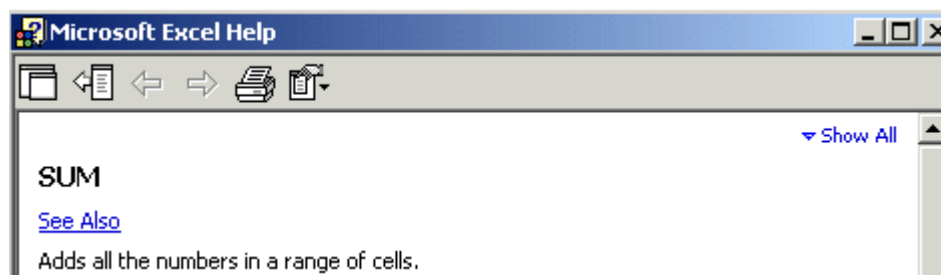 Microsoft Excel Help
Show All
SUM
See Also
Adds all the numbers in a range of cells.